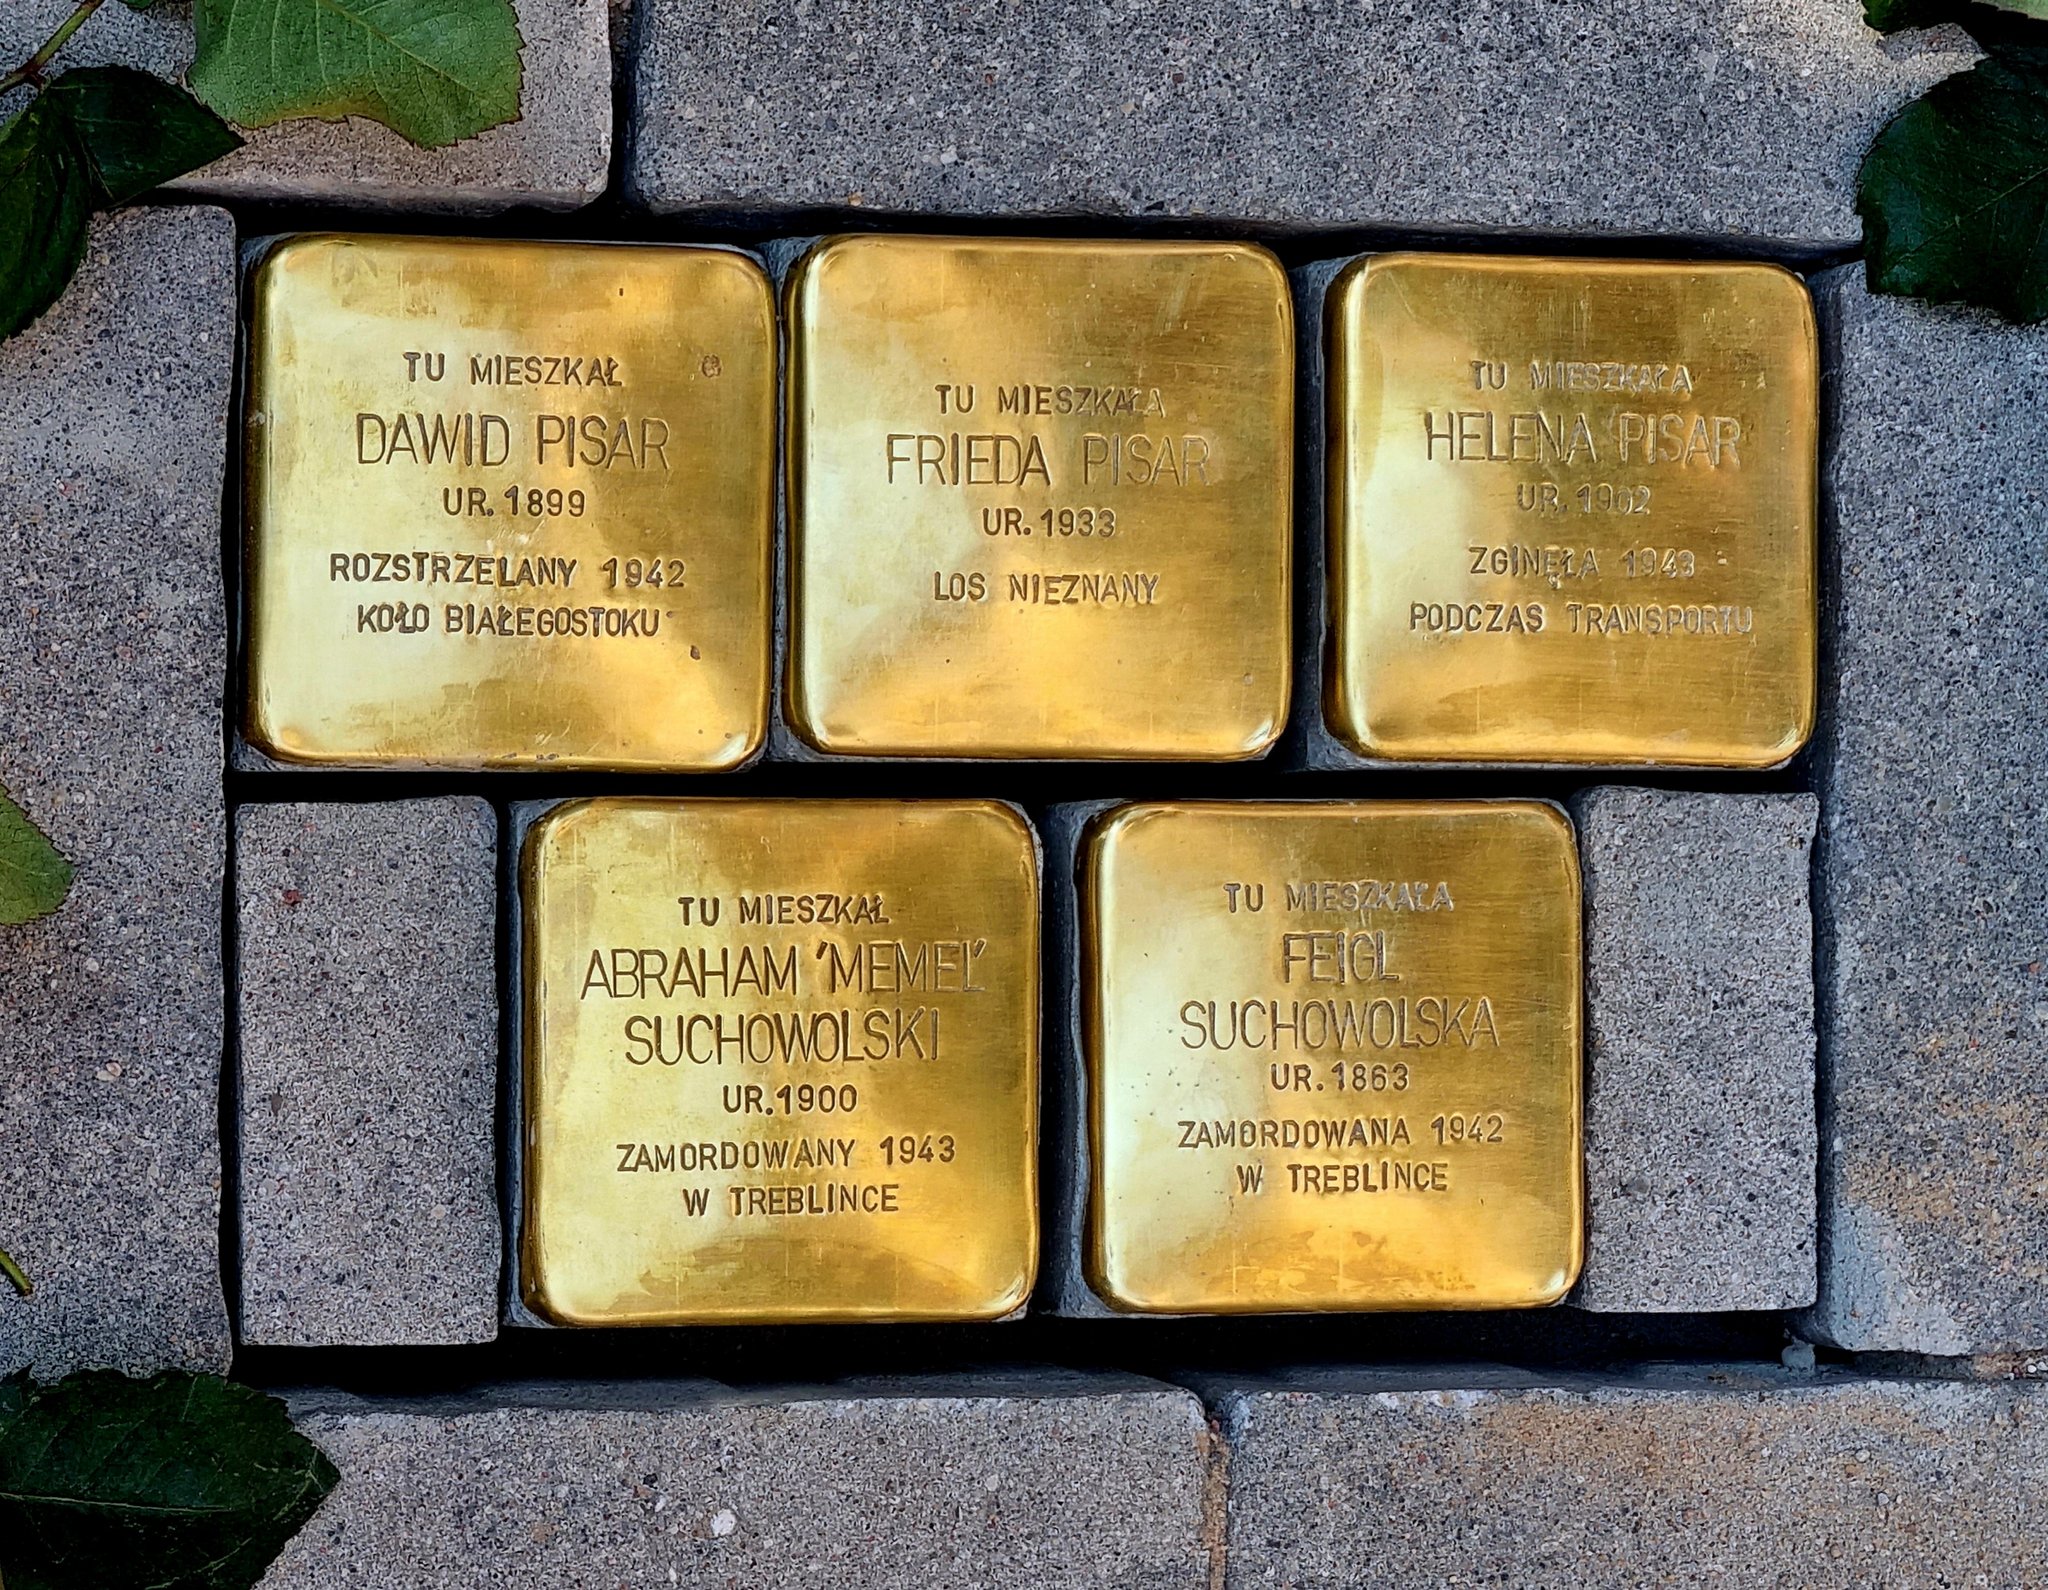 TU MIESZKAŁ
DAWID PISAR
UR. 1899
ROZSTRZELANY 1942
KOŁO BIAŁEGOSTOKU
TU MIESZKAŁA
FRIEDA PISAR
UR. 1933
LOS NIEZNANY
TU MIESZKAŁA
HELENA PISAR
UR. 1902
ZGINĘŁA 1943
PODCZAS TRANSPORTU
TU MIESZKAŁ
ABRAHAM 'MEMEL'
SUCHOWOLSKI
UR. 1900
ZAMORDOWANY 1943
W TREBLINCE
TU MIESZKAŁA
FEIGL
SUCHOWOLSKA
UR. 1863
ZAMORDOWANA 1942
W TREBLINCE